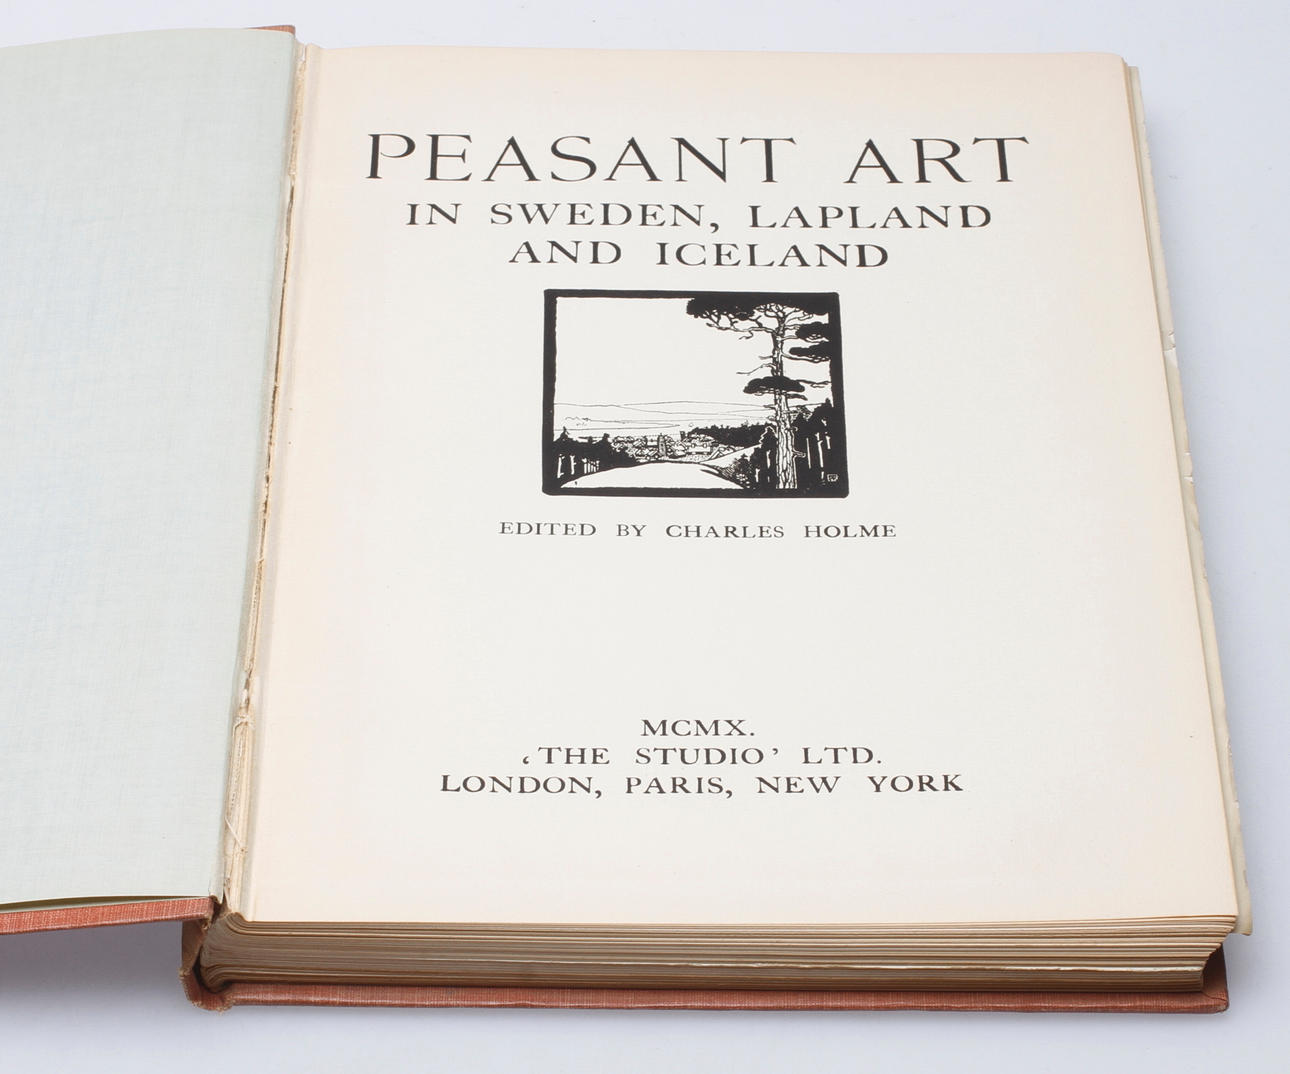 PEASANT ART
IN SWEDEN, LAPLAND
AND ICELAND
EDITED BY CHARLES HOLME
MCMX.
‘THE STUDIO’ LTD.
LONDON, PARIS, NEW YORK